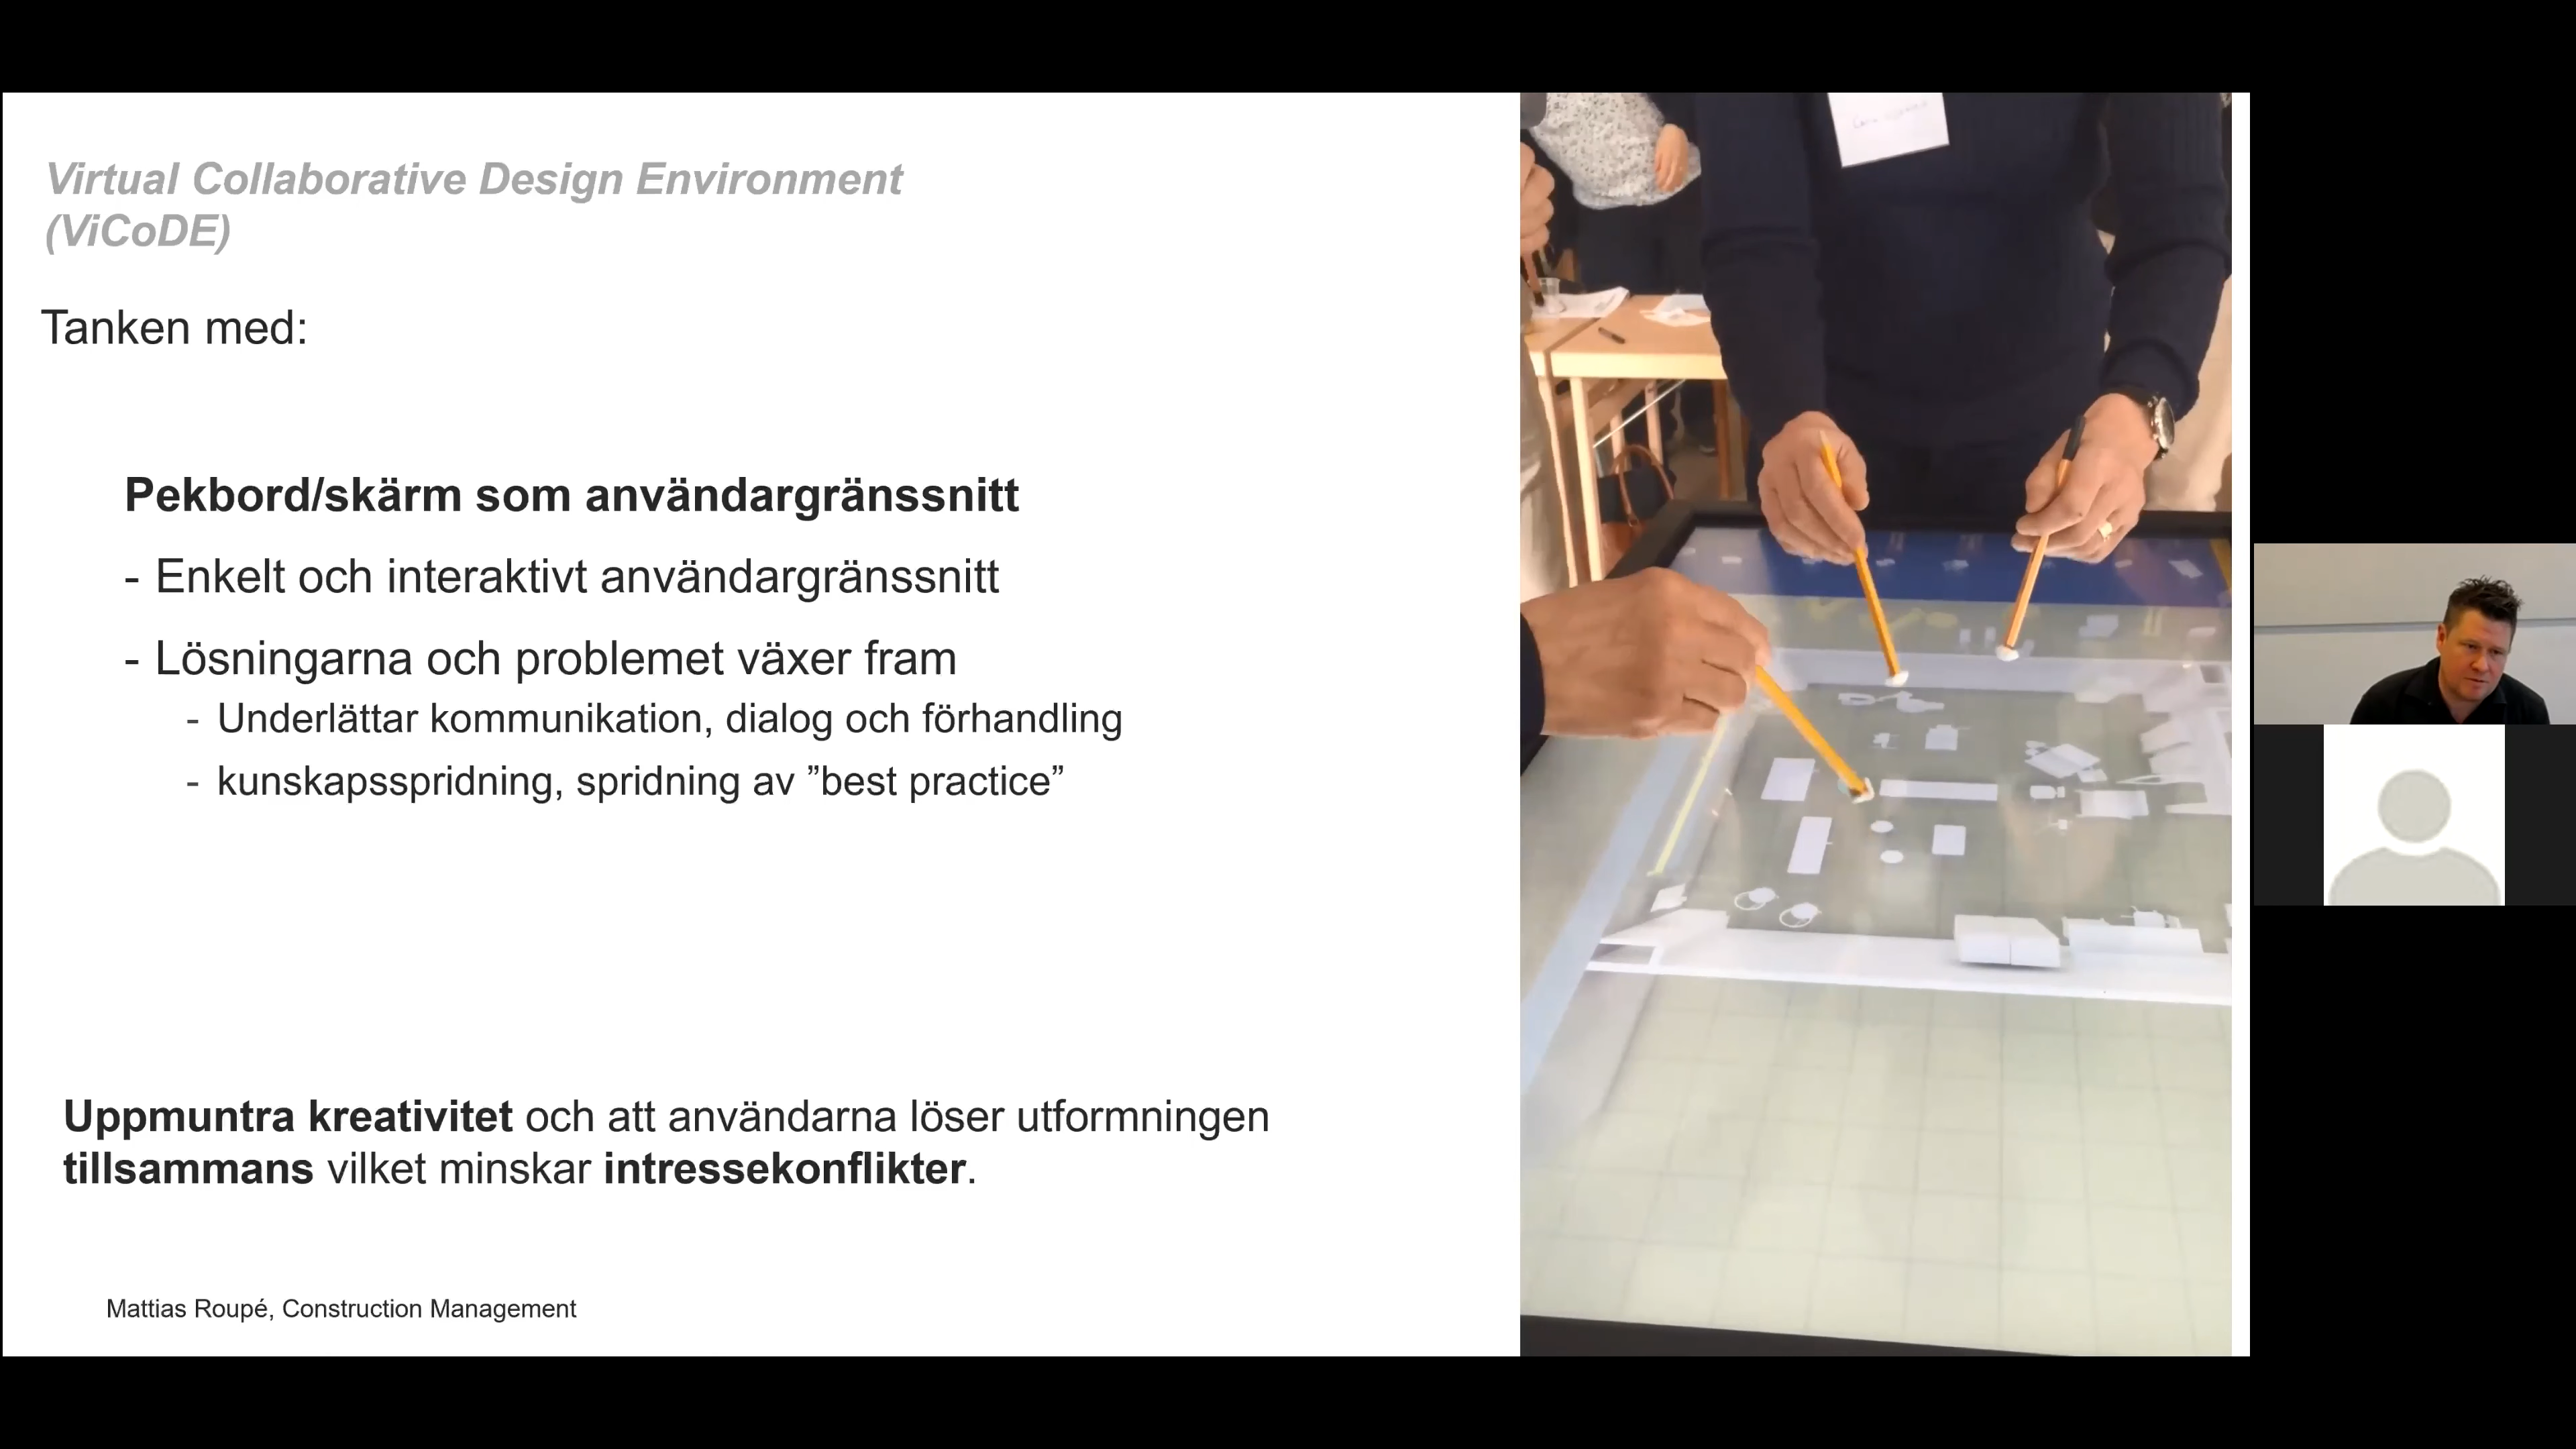 Virtual Collaborative Design Environment
(ViCoDE)
Tanken med:
Pekbord/skärm som användargränssnitt
- Enkelt och interaktivt användargränssnitt
- Lösningarna och problemet växer fram
- Underlättar kommunikation, dialog och förhandling
- kunskapsspridning, spridning av ”best practice”
Uppmuntra kreativitet och att användarna löser utformningen
tillsammans vilket minskar intressekonflikter.
Mattias Roupé, Construction Management